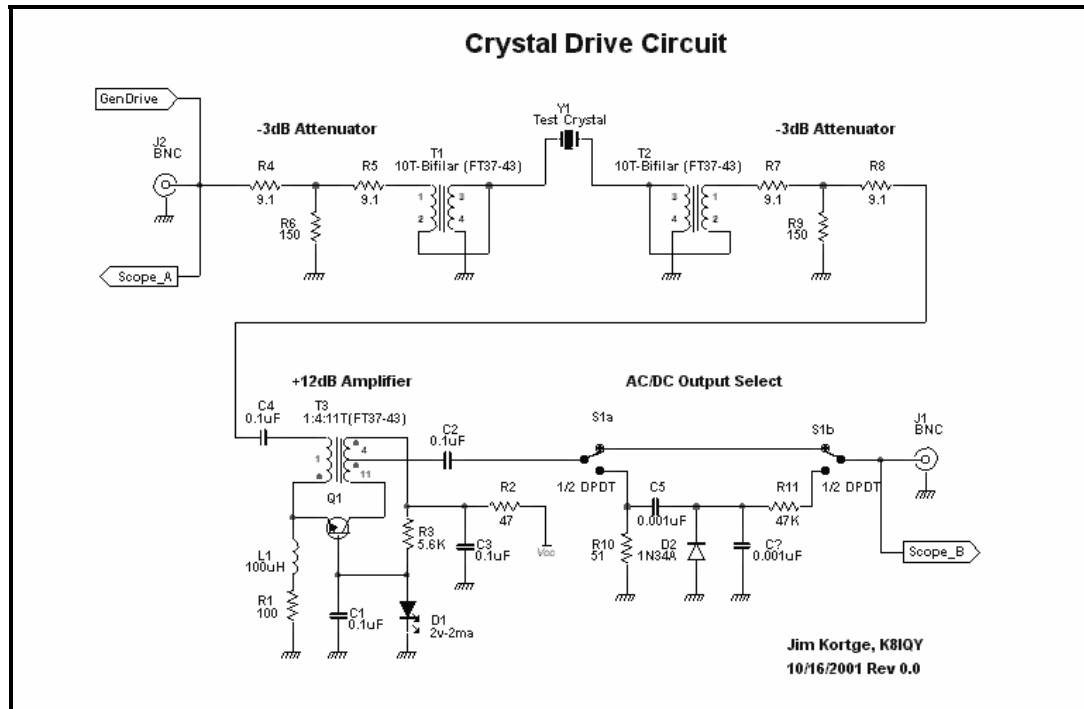 Crystal Drive Circuit
GenDrive
J2
BNC
-3dB Attenuator
R4
9.1
R5
9.1
R6
150
Scope_A
T1
10T-Bifilar (FT37-43)
1
2
3
4
Y1
Test Crystal
T2
10T-Bifilar (FT37-43)
3
4
1
2
-3dB Attenuator
R7
9.1
R8
9.1
R9
150
+12dB Amplifier
C4
0.1uF
T3
1:4:11T(FT37-43)
1
4
11
Q1
L1
100uH
R1
100
C1
0.1uF
R3
5.6K
D1
2v-2ma
C3
0.1uF
R2
47
Vcc
C2
0.1uF
AC/DC Output Select
S1a
1/2 DPDT
R10
51
C5
0.001uF
D2
1N34A
C?
0.001uF
R11
47K
S1b
1/2 DPDT
J1
BNC
Scope_B
Jim Kortge, K8IQY
10/16/2001 Rev 0.0